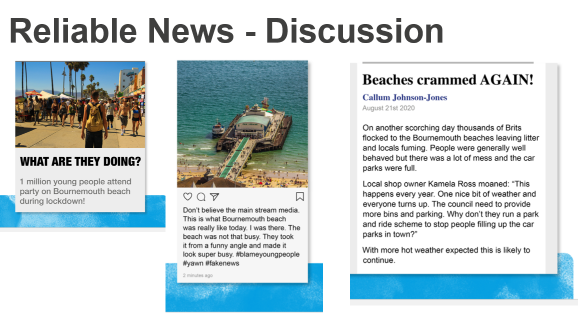 Reliable News - Discussion
WHAT ARE THEY DOING?
1 million young people attend
party on Bournemouth beach
during lockdown!
Don't believe the main stream media.
This is what Bournemouth beach
was really like today. I was there. The
beach was not that busy. They took
it from a funny angle and made it
look super busy. #blameyoungpeople
#yawn #fakenews
2 minutes ago
Beaches crammed AGAIN!
Callum Johnson-Jones
August 21st 2020
On another scorching day thousands of Brits
flocked to the Bournemouth beaches leaving litter
and locals fuming. People were generally well
behaved but there was a lot of mess and the car
parks were full.
Local shop owner Kamela Ross moaned: "This
happens every year. One nice bit of weather and
everyone turns up. The council need to provide
more bins and parking. Why don't they run a park
and ride scheme to stop people filling up the car
parks in town?"
With more hot weather expected this is likely to
continue.